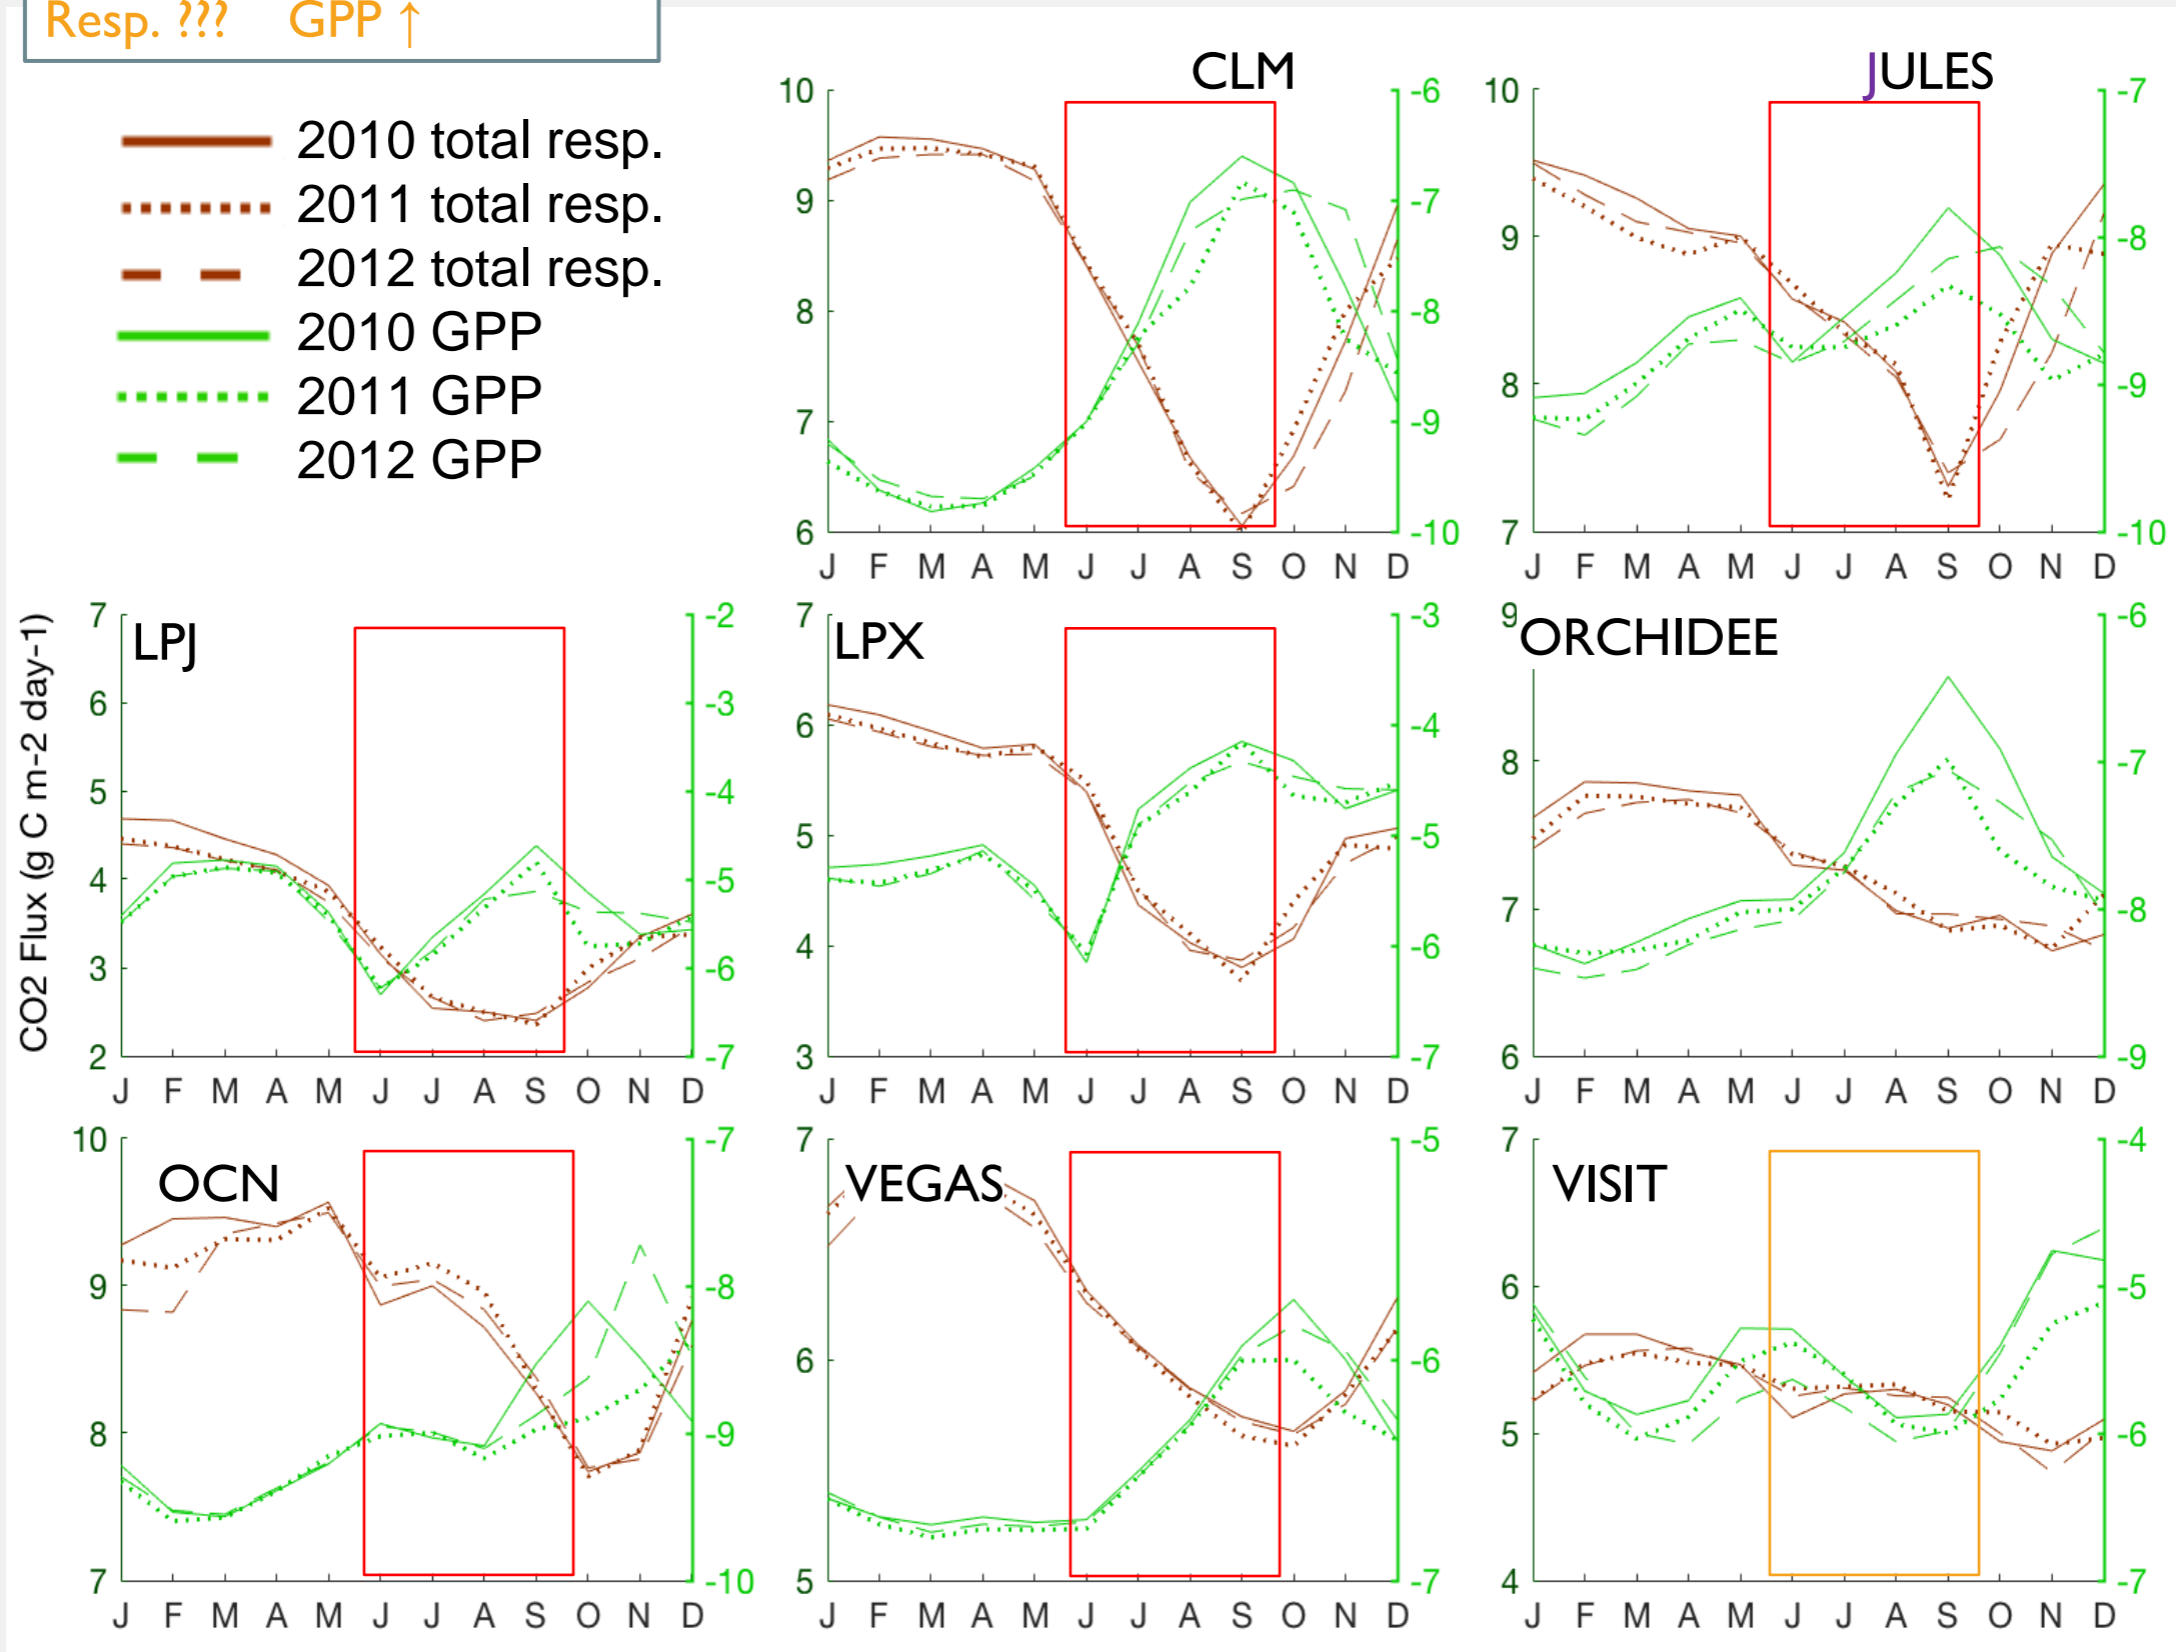 Resp. ??? GPP ↑
2010 total resp.
2011 total resp.
2012 total resp.
2010 GPP
2011 GPP
2012 GPP
CLM
10
9
8
7
6
-6
-7
-8
-9
-10
J F M A M J J A S O N D
JULES
10
9
8
7
-7
-8
-9
-10
J F M A M J J A S O N D
CO2 Flux (g C m-2 day-1)
LPJ
7
6
5
4
3
2
-2
-3
-4
-5
-6
-7
J F M A M J J A S O N D
LPX
7
6
5
4
3
-3
-4
-5
-6
-7
J F M A M J J A S O N D
ORCHIDEE
9
8
7
6
-6
-7
-8
-9
J F M A M J J A S O N D
OCN
10
9
8
7
-7
-8
-9
-10
J F M A M J J A S O N D
VEGAS
7
6
5
-5
-6
-7
J F M A M J J A S O N D
VISIT
7
6
5
4
-4
-5
-6
-7
J F M A M J J A S O N D